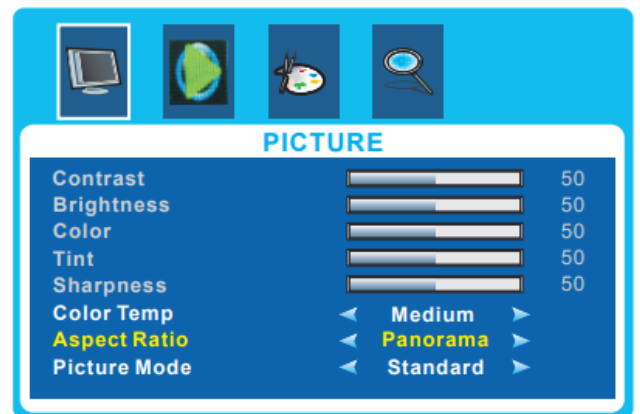 PICTURE
Contrast 50
Brightness 50
Color 50
Tint 50
Sharpness 50
Color Temp Medium
Aspect Ratio Panorama
Picture Mode Standard